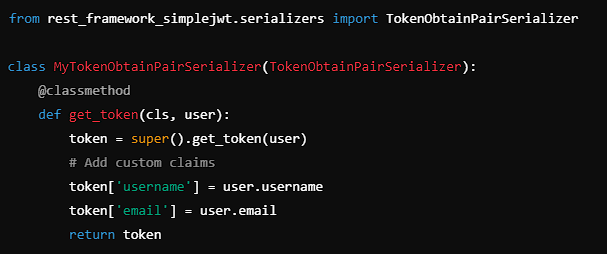 from rest_framework_simplejwt.serializers import TokenObtainPairSerializer
class MyTokenObtainPairSerializer(TokenObtainPairSerializer):
    @classmethod
    def get_token(cls, user):
        token = super().get_token(user)
        # Add custom claims
        token['username'] = user.username
        token['email'] = user.email
        return token